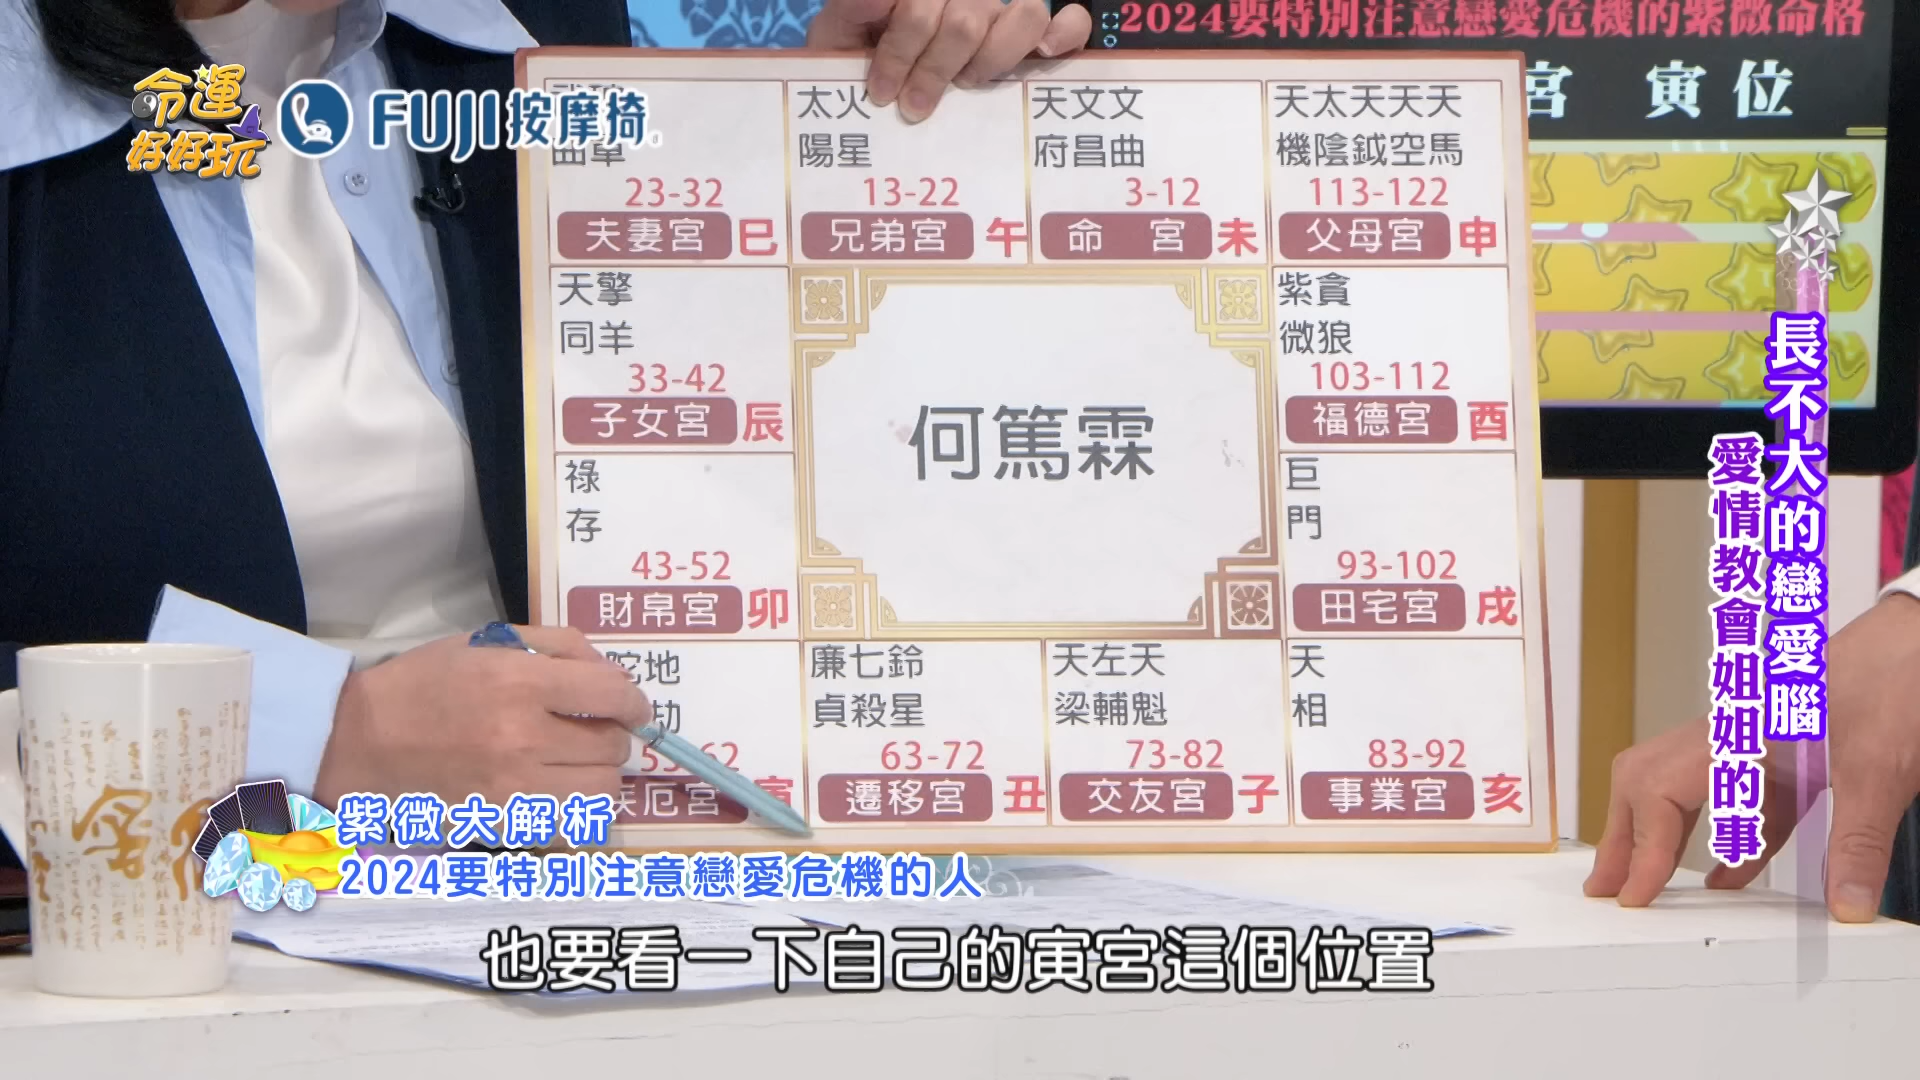 命運
好好玩
FUJI按摩椅
2024要特別注意戀愛危機的紫微命格
宮 寅位
曲軍
23-32
夫妻宮 巳
太火
陽星
13-22
兄弟宮 午
天文文
府昌曲
3-12
命 宮 未
天太天天天
機陰鉞空馬
113-122
父母宮 申
天擎
同羊
33-42
子女宮 辰
紫貪
微狼
103-112
福德宮 酉
何篤霖
祿
存
43-52
財帛宮 卯
巨
門
93-102
田宅宮 戌
陀地
劫
53-62
疾厄宮 寅
廉七鈴
貞殺星
63-72
遷移宮 丑
天左天
梁輔魁
73-82
交友宮 子
天
相
83-92
事業宮 亥
長不大的戀愛腦
愛情教會姐姐的事
紫微大解析
2024要特別注意戀愛危機的人
也要看一下自己的寅宮這個位置